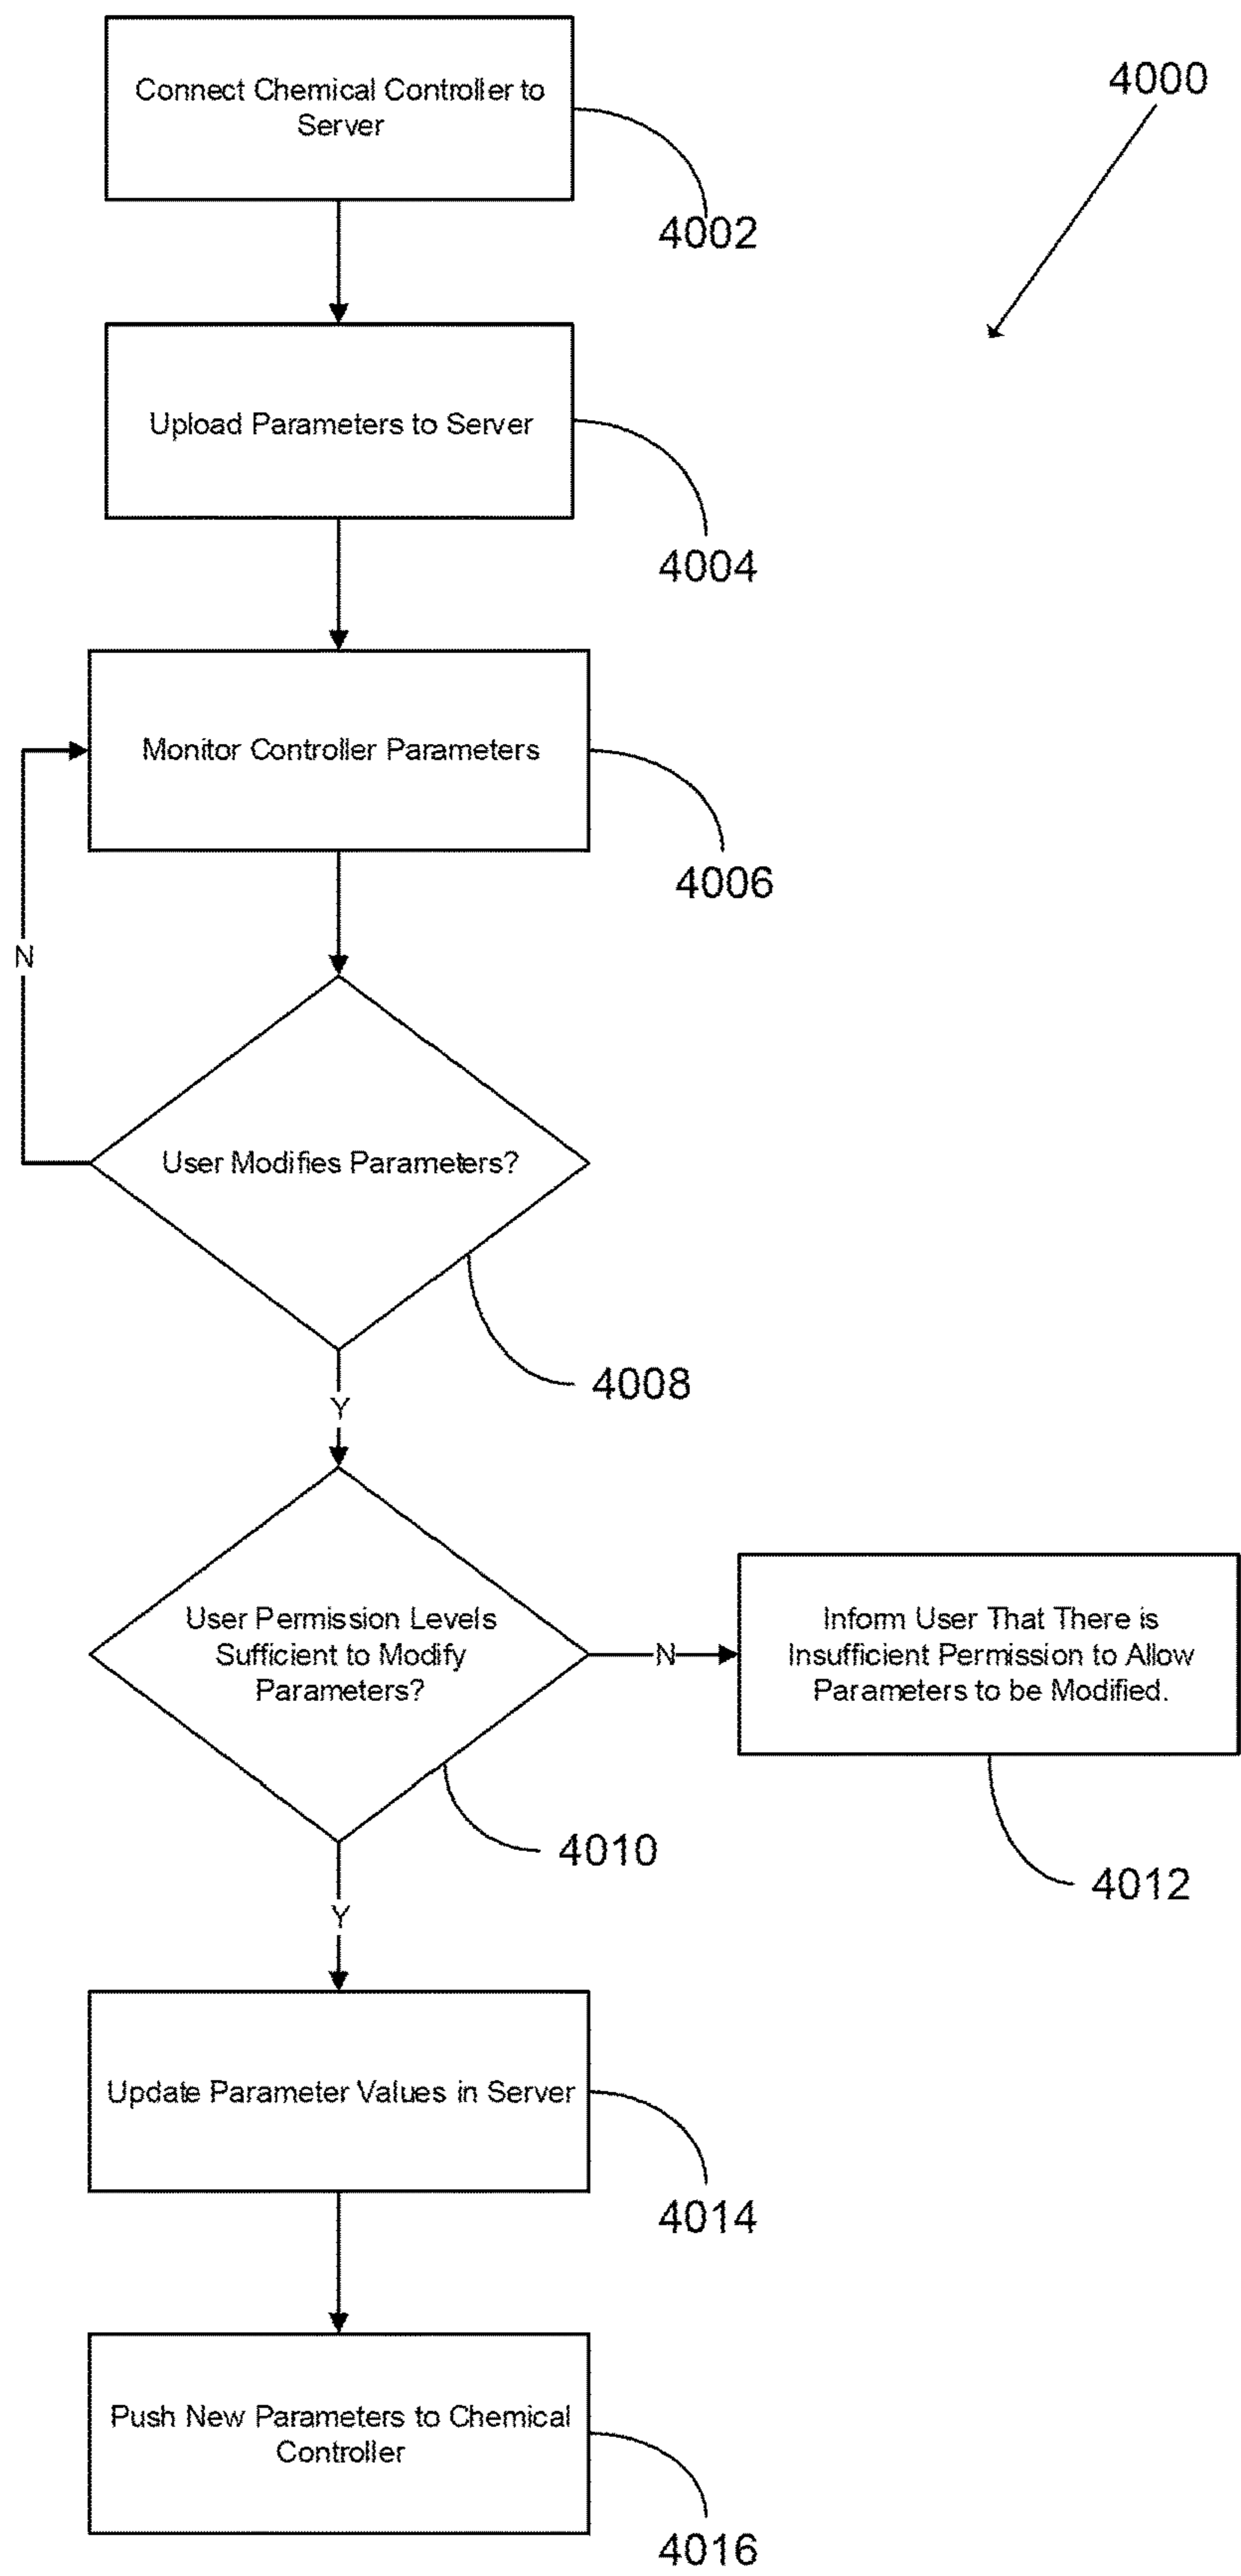 Connect Chemical Controller to
Server
4000
4002
Upload Parameters to Server
4004
Monitor Controller Parameters
4006
N
User Modifies Parameters?
4008
Y
User Permission Levels
Sufficient to Modify
Parameters?
N
Inform User That There is
Insufficient Permission to Allow
Parameters to be Modified.
4010
4012
Y
Update Parameter Values in Server
4014
Push New Parameters to Chemical
Controller
4016